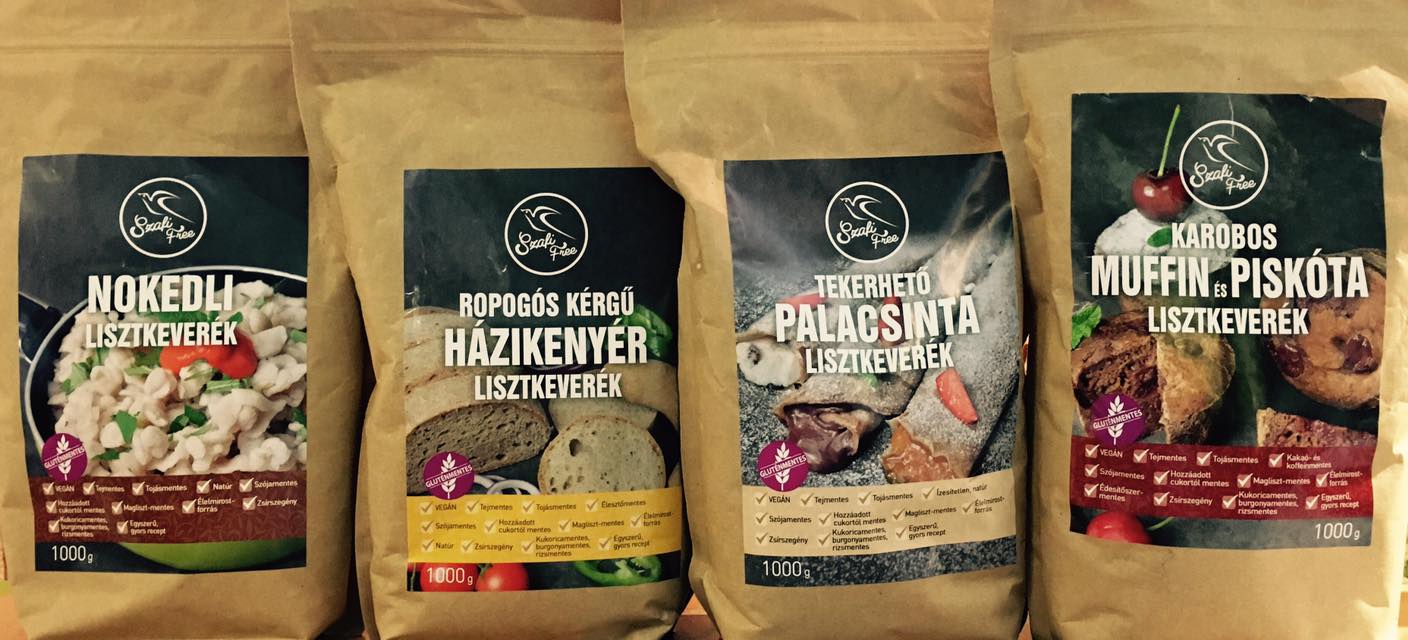 Szafi
Free
NOKEDLI
LISZTKEVERÉK
GLUTÉNMENTES
VEGÁN
Tejmentes
Tojásmentes
Natúr
Szójamentes
Hozzáadott
cukortól mentes
Magliszt-mentes
Élelmirost-
forrás
Zsírszegény
Kukoricamentes,
burgonyamentes,
rizsmentes
Egyszerű,
gyors recept
1000g
Szafi
Free
ROPOGÓS KÉRGŰ
HÁZIKENYÉR
LISZTKEVERÉK
GLUTÉNMENTES
VEGÁN
Tejmentes
Tojásmentes
Élesztőmentes
Szójamentes
Hozzáadott
cukortól mentes
Magliszt-mentes
Élelmirost-
forrás
Natúr
Zsírszegény
Kukoricamentes,
burgonyamentes,
rizsmentes
Egyszerű,
gyors recept
1000g
Szafi
Free
TEKERHETŐ
PALACSINTA
LISZTKEVERÉK
GLUTÉNMENTES
VEGÁN
Tejmentes
Tojásmentes
Ízesítetlen, natúr
Szójamentes
Hozzáadott
cukortól mentes
Magliszt-mentes
Élelmirost-
forrás
Zsírszegény
Kukoricamentes,
burgonyamentes,
rizsmentes
Egyszerű,
gyors recept
1000g
Szafi
Free
KAROBOS
MUFFIN ÉS PISKÓTA
LISZTKEVERÉK
GLUTÉNMENTES
VEGÁN
Tejmentes
Tojásmentes
Kakaó- és
koffeinmentes
Szójamentes
Hozzáadott
cukortól mentes
Magliszt-mentes
Élelmirost-
forrás
Édesítőszer-
mentes
Zsírszegény
Kukoricamentes,
burgonyamentes,
rizsmentes
Egyszerű,
gyors recept
1000g